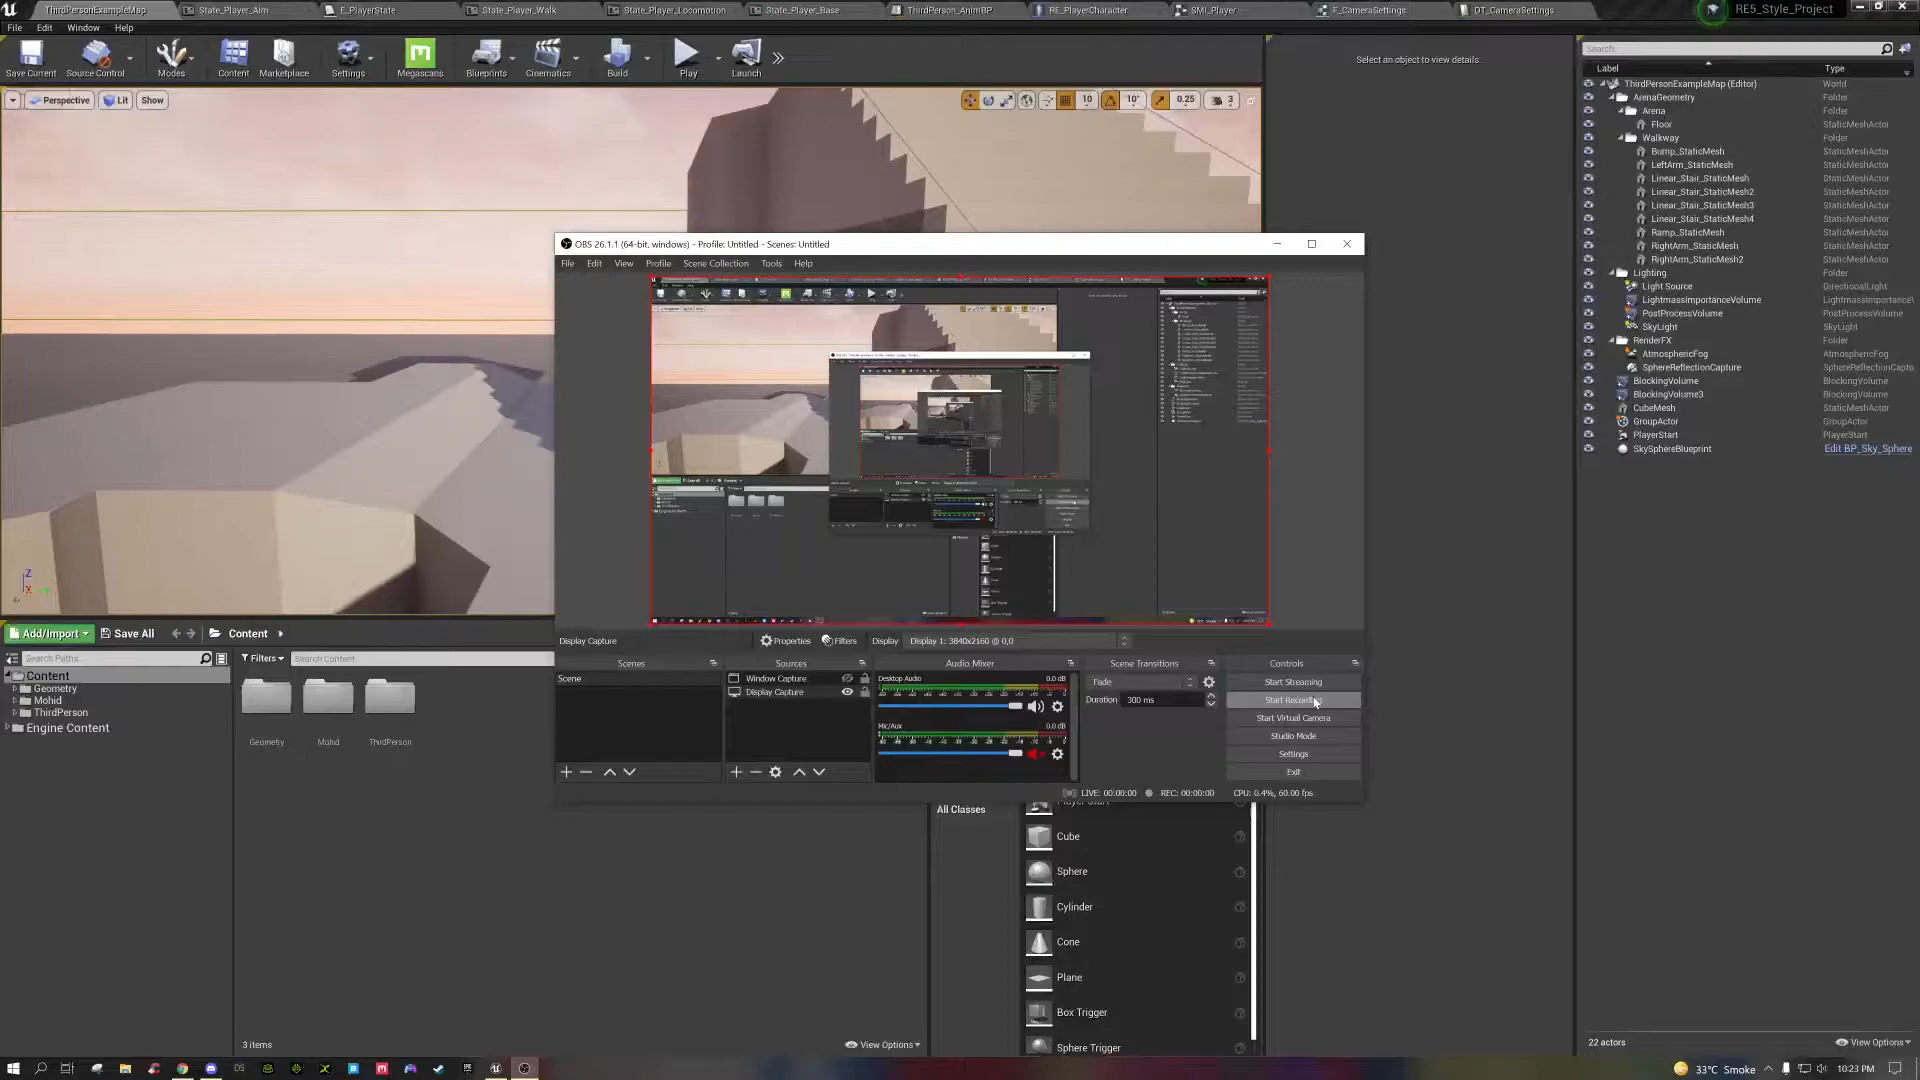 ThirdPersonExampleMap
State_Player_Aim
E_PlayerState
State_Player_Walk
State_Player_Locomotion
State_Player_Base
ThirdPerson_AnimBP
RE_PlayerCharacter
SMI_Player
F_CameraSettings
DT_CameraSettings
RE5_Style_Project
File Edit Window Help
Save Current
Source Control
Modes
Content
Marketplace
Settings
Megascans
Blueprints
Cinematics
Build
Play
Launch
Perspective
Lit
Show
10
10°
0.25
3
Select an object to view details.
Search...
Label
Type
ThirdPersonExampleMap (Editor) World
ArenaGeometry Folder
Arena Folder
Floor StaticMeshActor
Walkway Folder
Bump_StaticMesh StaticMeshActor
LeftArm_StaticMesh StaticMeshActor
Linear_Stair_StaticMesh StaticMeshActor
Linear_Stair_StaticMesh2 StaticMeshActor
Linear_Stair_StaticMesh3 StaticMeshActor
Linear_Stair_StaticMesh4 StaticMeshActor
Ramp_StaticMesh StaticMeshActor
RightArm_StaticMesh StaticMeshActor
RightArm_StaticMesh2 StaticMeshActor
Lighting Folder
Light Source DirectionalLight
LightmassImportanceVolume LightmassImportanceV
PostProcessVolume PostProcessVolume
SkyLight SkyLight
RenderFX Folder
AtmosphericFog AtmosphericFog
SphereReflectionCapture SphereReflectionCapto
BlockingVolume BlockingVolume
BlockingVolume3 BlockingVolume
CubeMesh StaticMeshActor
GroupActor GroupActor
PlayerStart PlayerStart
SkySphereBlueprint Edit BP_Sky_Sphere
22 actors
View Options
OBS 26.1.1 (64-bit, windows) - Profile: Untitled - Scenes: Untitled
File Edit View Profile Scene Collection Tools Help
Display Capture
Properties
Filters
Display
Display 1: 3840x2160 @ 0,0
Scenes
Sources
Audio Mixer
Scene Transitions
Controls
Scene
Window Capture
Display Capture
Desktop Audio 0.0 dB
Mic/Aux 0.0 dB
Fade
Duration 300 ms
Start Streaming
Start Recording
Start Virtual Camera
Studio Mode
Settings
Exit
LIVE: 00:00:00
REC: 00:00:00
CPU: 0.4%, 60.00 fps
Add/Import
Save All
Content
Search Paths...
Filters
Search Content
Content
Geometry
Mohid
ThirdPerson
Engine Content
Geometry
Mohid
ThirdPerson
3 items
View Options
All Classes
Player Start
Cube
Sphere
Cylinder
Cone
Plane
Box Trigger
Sphere Trigger
33°C Smoke
10:23 PM